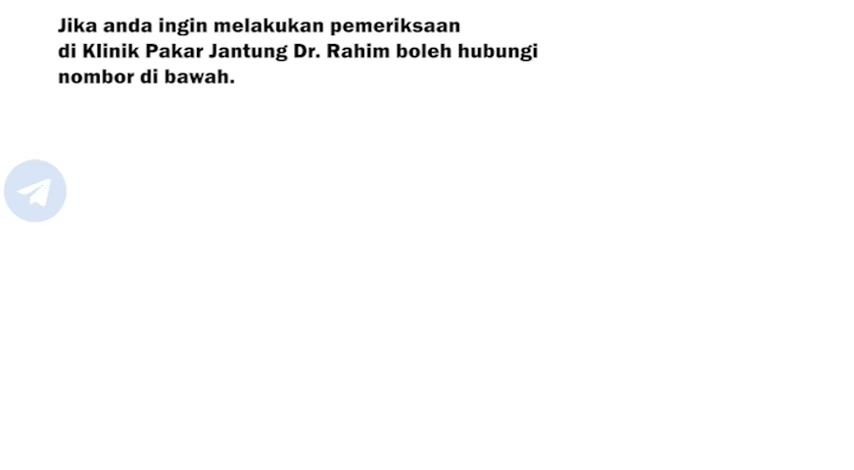 Jika anda ingin melakukan pemeriksaan
di Klinik Pakar Jantung Dr. Rahim boleh hubungi
nombor di bawah.